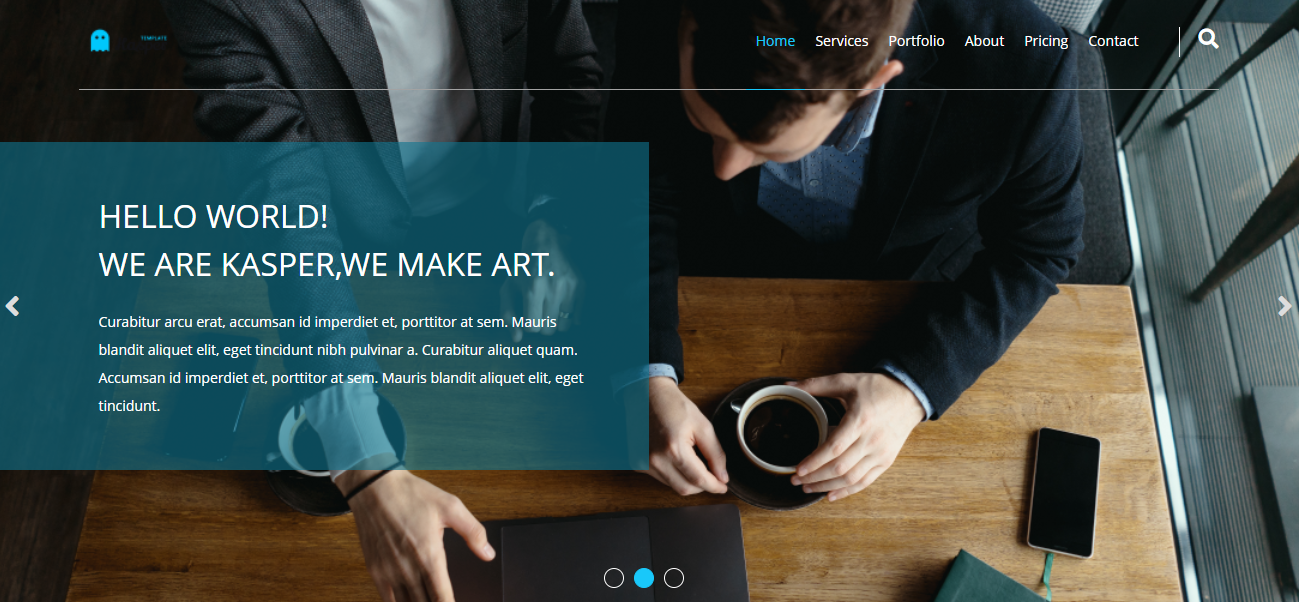 TEMPLATE
Home Services Portfolio About Pricing Contact
HELLO WORLD!
WE ARE KASPER,WE MAKE ART.
Curabitur arcu erat, accumsan id imperdiet et, porttitor at sem. Mauris
blandit aliquet elit, eget tincidunt nibh pulvinar a. Curabitur aliquet quam.
Accumsan id imperdiet et, porttitor at sem. Mauris blandit aliquet elit, eget
tincidunt.